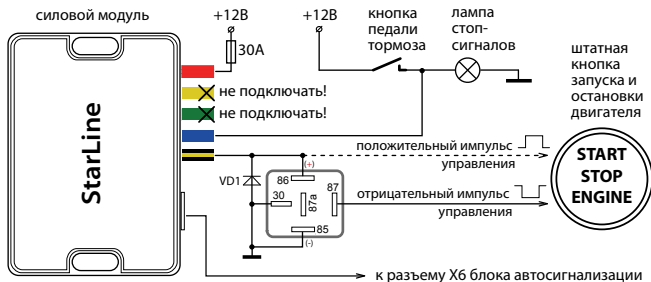 силовой модуль
+12В
30А
+12В
кнопка
педали
тормоза
лампа
стоп-
сигналов
штатная
кнопка
запуска и
остановки
двигателя
не подключать!
не подключать!
StarLine
положительный импульс
управления
START
STOP
ENGINE
VD1
86
(+)
30
87a
87
85
(-)
отрицательный импульс
управления
к разъему X6 блока автосигнализации